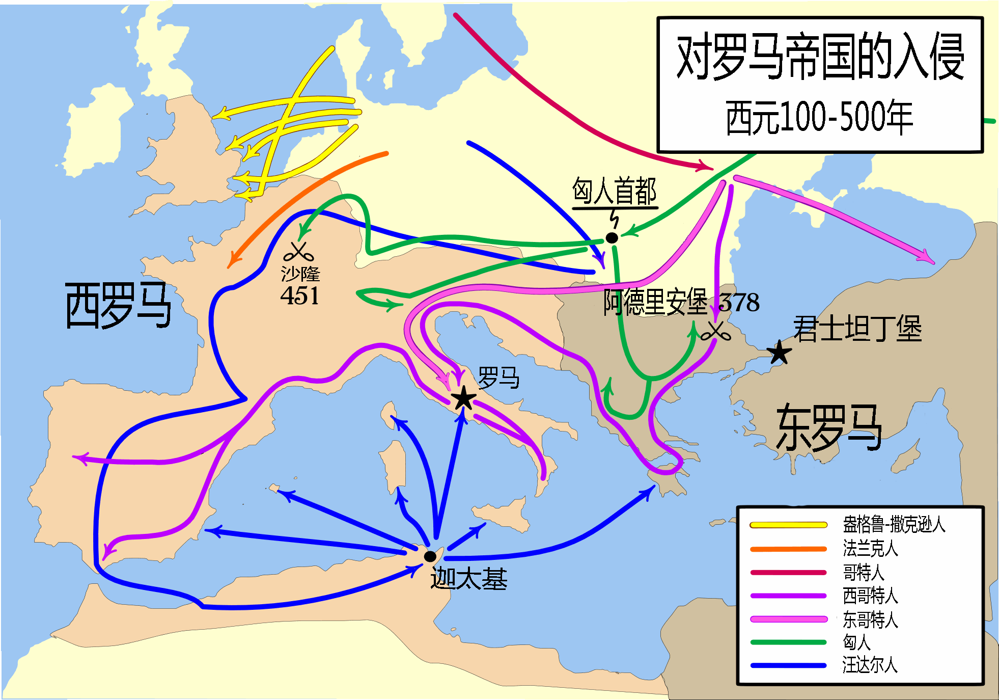 对罗马帝国的入侵
西元100-500年
匈人首都
沙隆
451
西罗马
阿德里安堡 378
君士坦丁堡
罗马
东罗马
迦太基
盎格鲁-撒克逊人
法兰克人
哥特人
西哥特人
东哥特人
匈人
汪达尔人